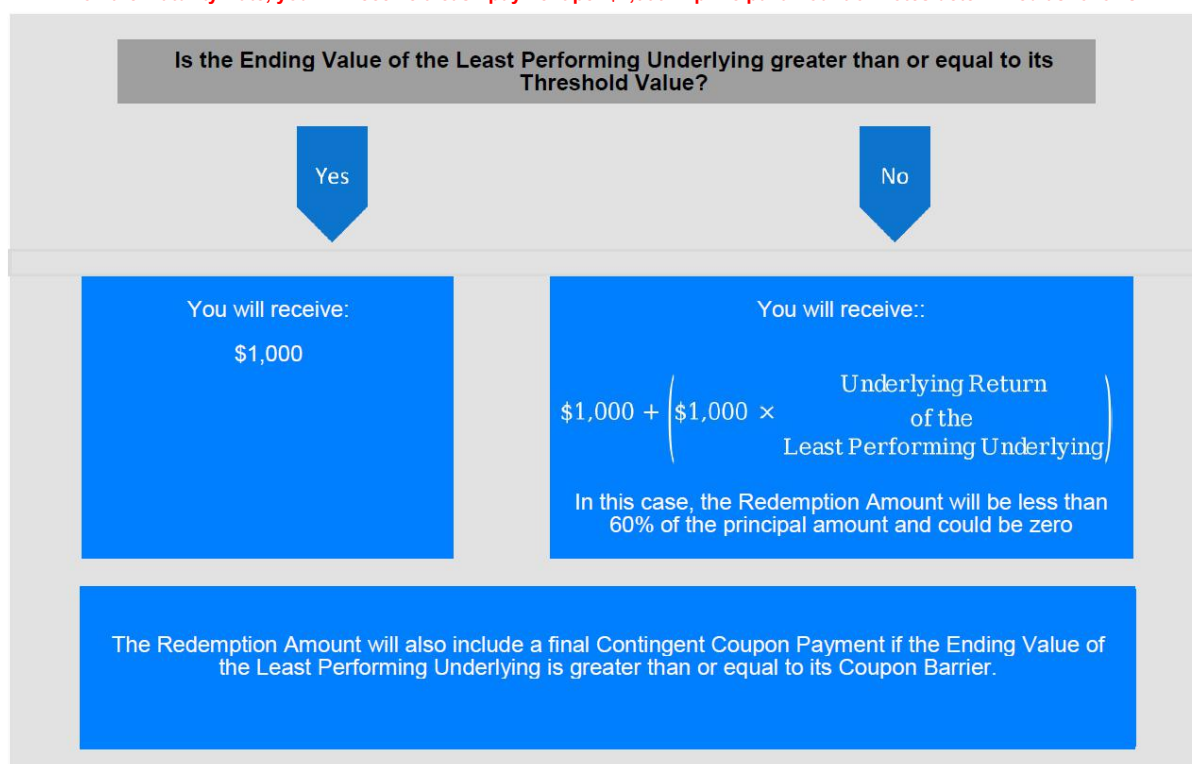 Is the Ending Value of the Least Performing Underlying greater than or equal to its
Threshold Value?
Yes
No
You will receive:
$1,000
You will receive::
$1,000 + ($1,000 × Underlying Return
of the
Least Performing Underlying)
In this case, the Redemption Amount will be less than
60% of the principal amount and could be zero
The Redemption Amount will also include a final Contingent Coupon Payment if the Ending Value of
the Least Performing Underlying is greater than or equal to its Coupon Barrier.